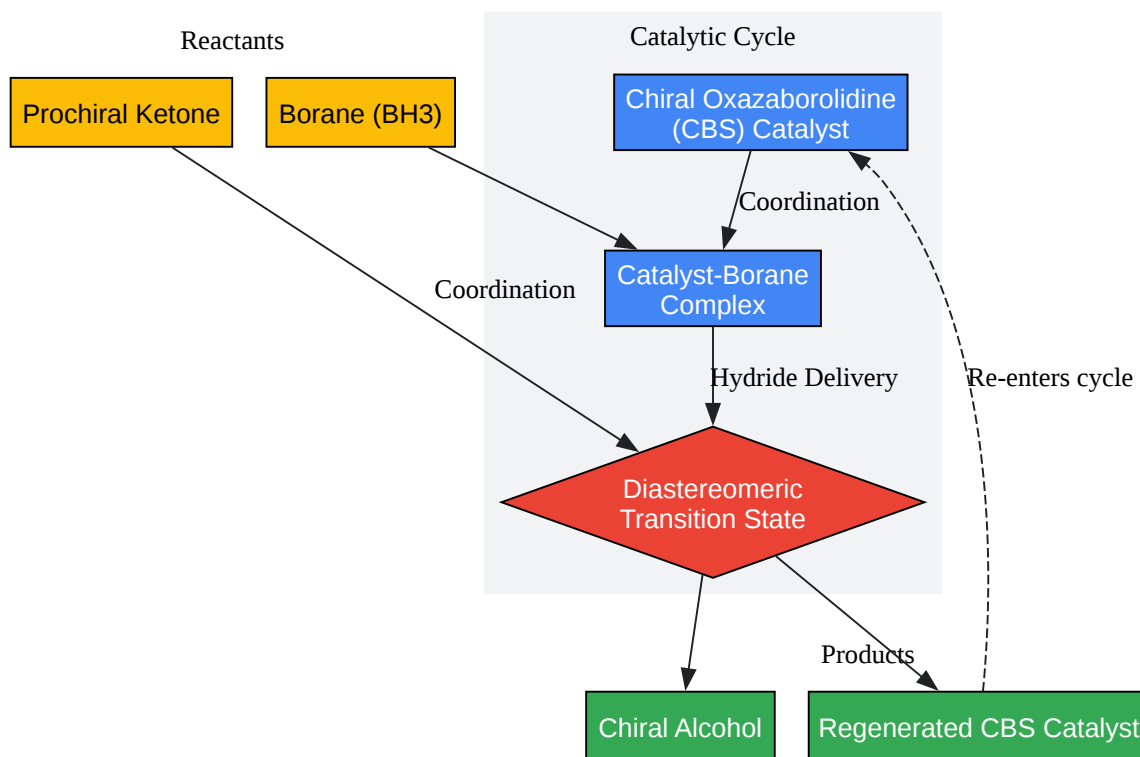 Reactants
Catalytic Cycle
Prochiral Ketone
Borane (BH3)
Chiral Oxazaborolidine
(CBS) Catalyst
Coordination
Catalyst-Borane
Complex
Coordination
Hydride Delivery
Re-enters cycle
Diastereomeric
Transition State
Products
Chiral Alcohol
Regenerated CBS Catalyst